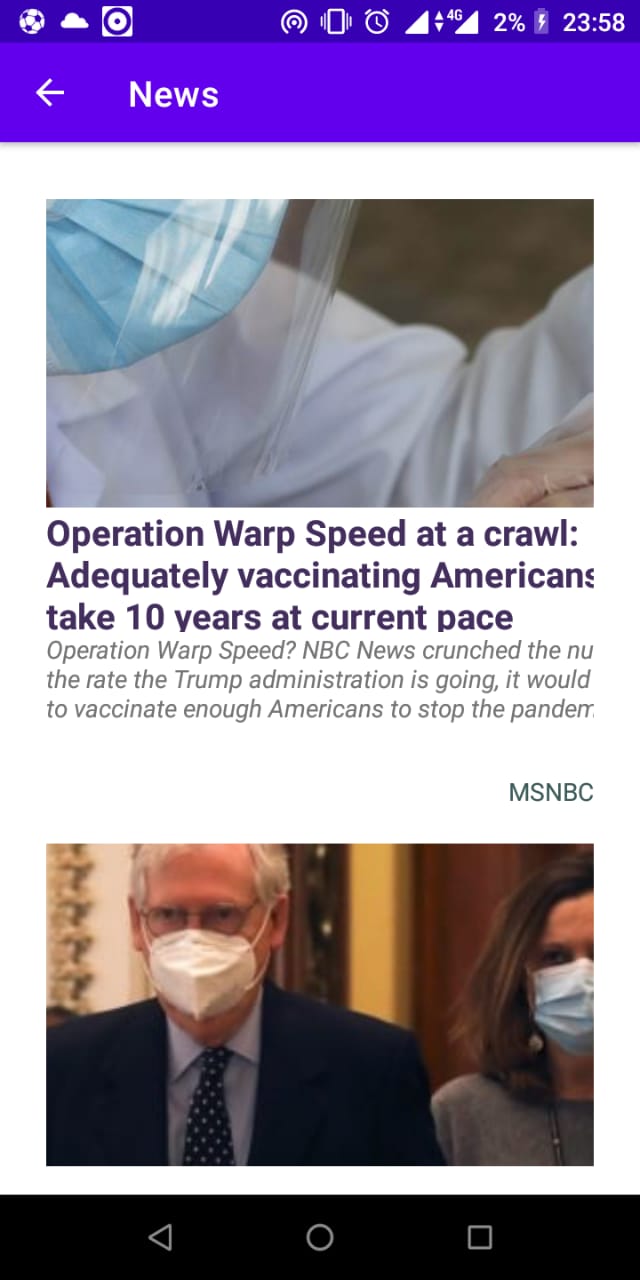 4G 2% 23:58
News
Operation Warp Speed at a crawl:
Adequately vaccinating Americans
take 10 years at current pace
Operation Warp Speed? NBC News crunched the nu
the rate the Trump administration is going, it would
to vaccinate enough Americans to stop the pandem
MSNBC